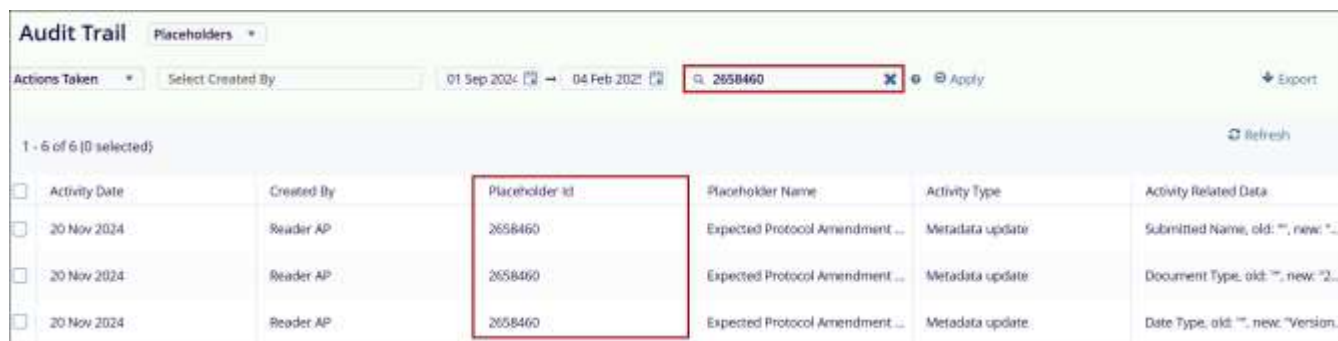 Audit Trail Placeholders
Actions Taken Select Created By 01 Sep 2024 → 04 Feb 2025 2658460 Apply Export
1 - 6 of 6 (0 selected) Refresh
Activity Date Created By Placeholder Id Placeholder Name Activity Type Activity Related Data
20 Nov 2024 Reader AP 2658460 Expected Protocol Amendment ... Metadata update Submitted Name, old: "", new: "...
20 Nov 2024 Reader AP 2658460 Expected Protocol Amendment ... Metadata update Document Type, old: "", new: "2...
20 Nov 2024 Reader AP 2658460 Expected Protocol Amendment ... Metadata update Date Type, old: "", new: "Version...